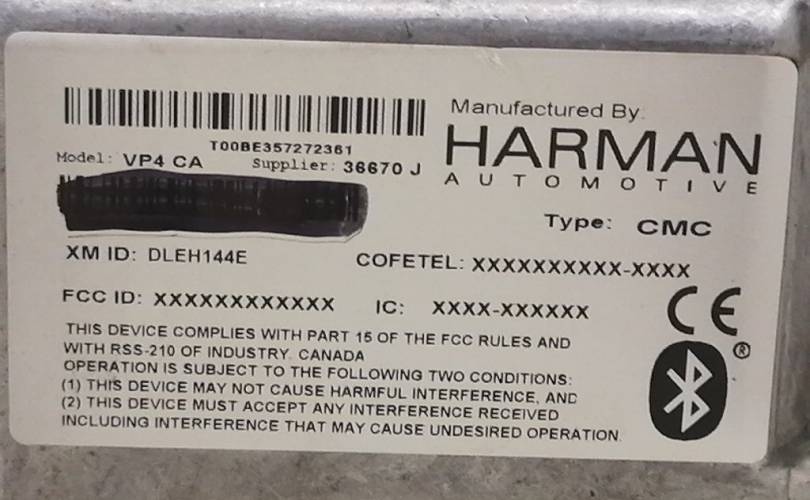 Manufactured By:
HARMAN
AUTOMOTIVE
T00BE357272361
Model: VP4 CA Supplier: 36670 J
Type: CMC
XM ID: DLEH144E COFETEL: XXXXXXXXXX-XXXX
FCC ID: XXXXXXXXXXXX IC: XXXX-XXXXXX
CE
THIS DEVICE COMPLIES WITH PART 15 OF THE FCC RULES AND
WITH RSS-210 OF INDUSTRY CANADA
OPERATION IS SUBJECT TO THE FOLLOWING TWO CONDITIONS:
(1) THIS DEVICE MAY NOT CAUSE HARMFUL INTERFERENCE, AND
(2) THIS DEVICE MUST ACCEPT ANY INTERFERENCE RECEIVED
INCLUDING INTERFERENCE THAT MAY CAUSE UNDESIRED OPERATION.
®